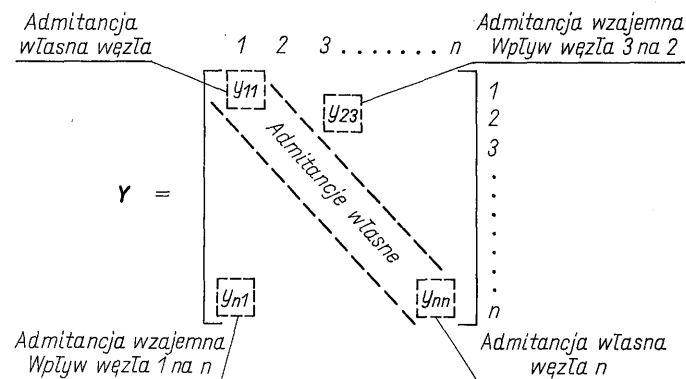 Admitancja
własna węzła
1 2 3 . . . . . . . . n
Admitancja wzajemna
Wpływ węzła 3 na 2
y11
y23
1
2
3
.
.
.
.
.
.
n
Admitancje własne
Y =
yn1
ynn
Admitancja wzajemna
Wpływ węzła 1 na n
Admitancja własna
węzła n